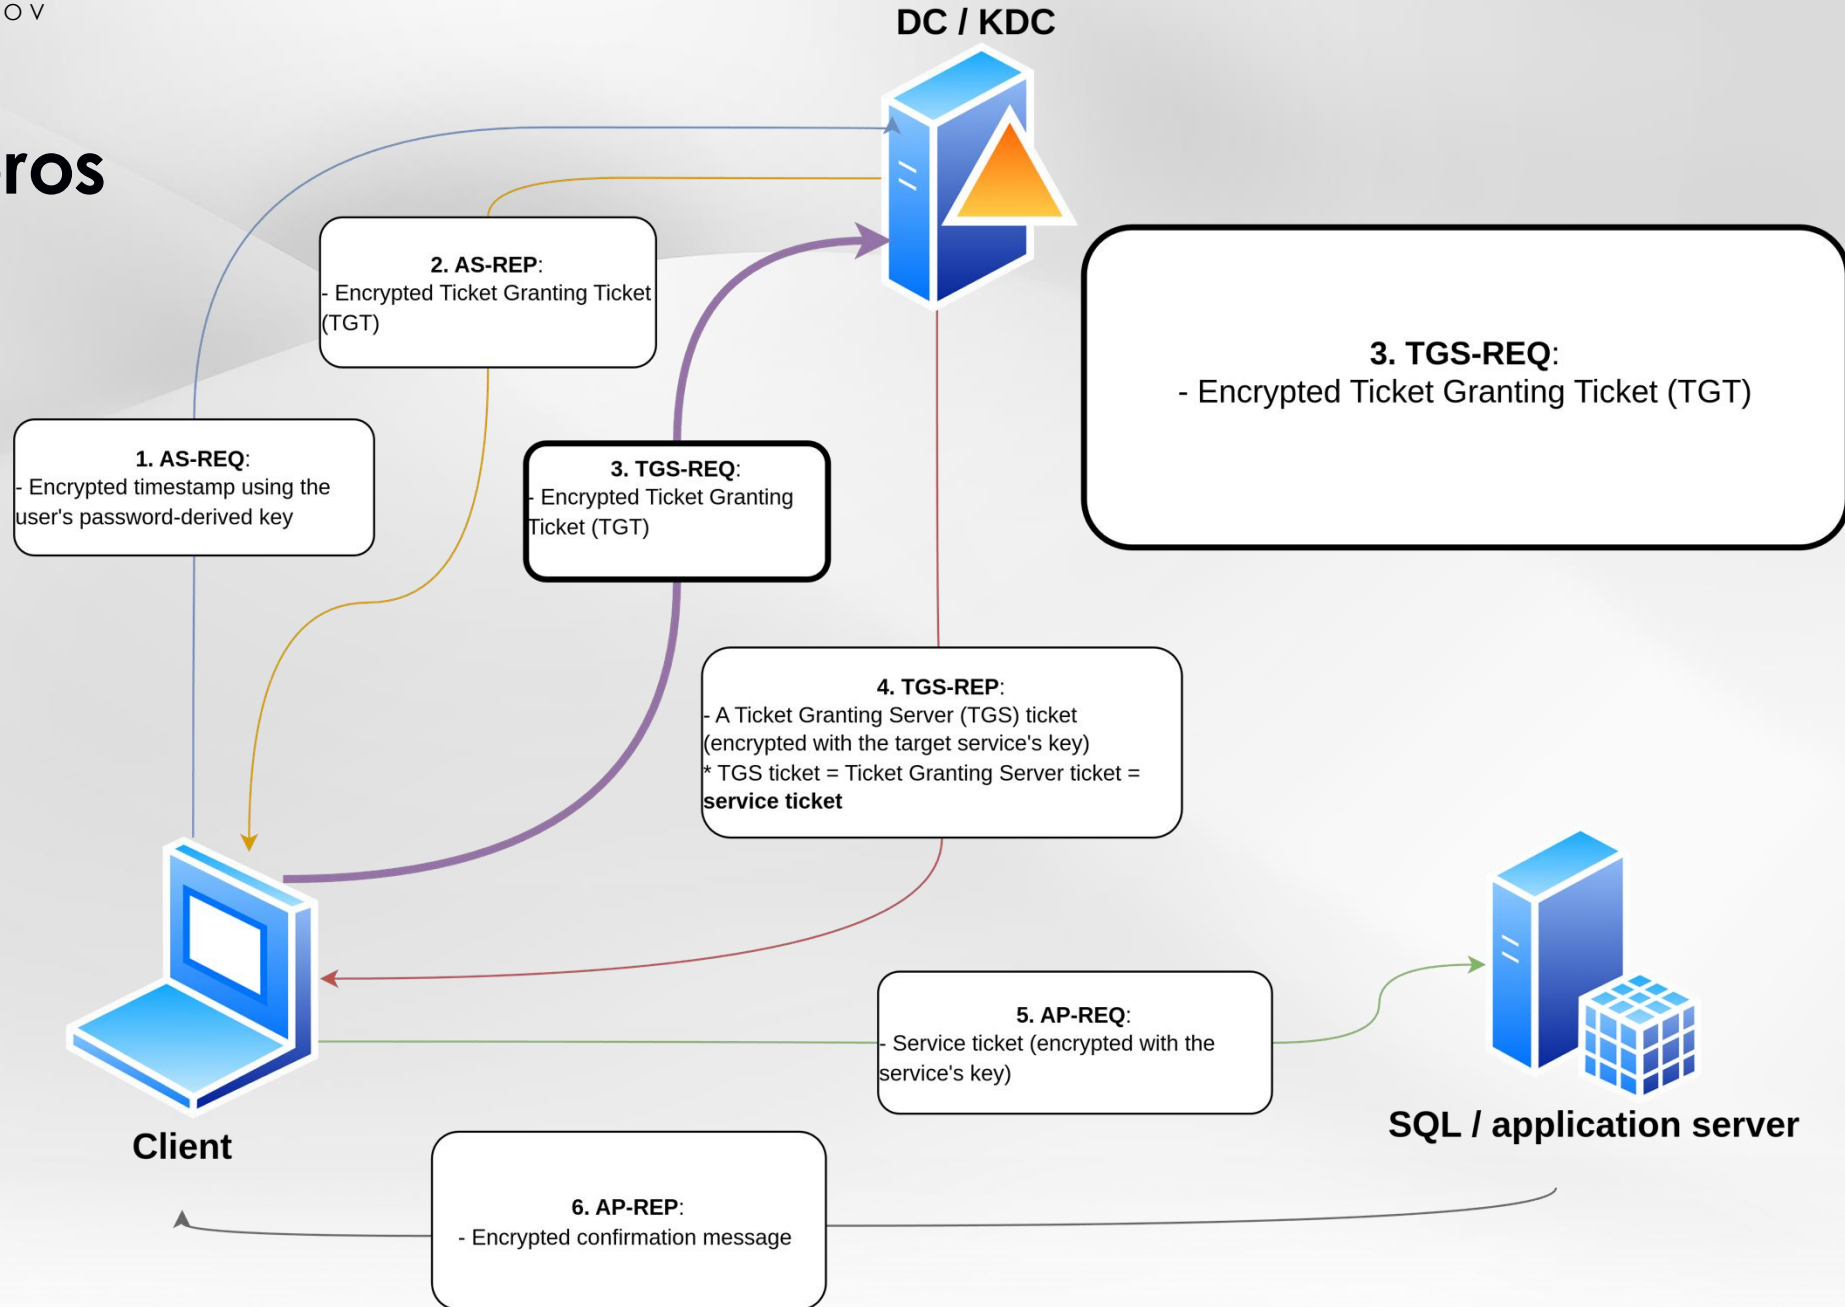 O V
DC / KDC
ros
2. AS-REP:
- Encrypted Ticket Granting Ticket
(TGT)
3. TGS-REQ:
- Encrypted Ticket Granting Ticket (TGT)
1. AS-REQ:
- Encrypted timestamp using the
user's password-derived key
3. TGS-REQ:
- Encrypted Ticket Granting
Ticket (TGT)
4. TGS-REP:
- A Ticket Granting Server (TGS) ticket
(encrypted with the target service's key)
* TGS ticket = Ticket Granting Server ticket =
service ticket
5. AP-REQ:
- Service ticket (encrypted with the
service's key)
SQL / application server
Client
6. AP-REP:
- Encrypted confirmation message